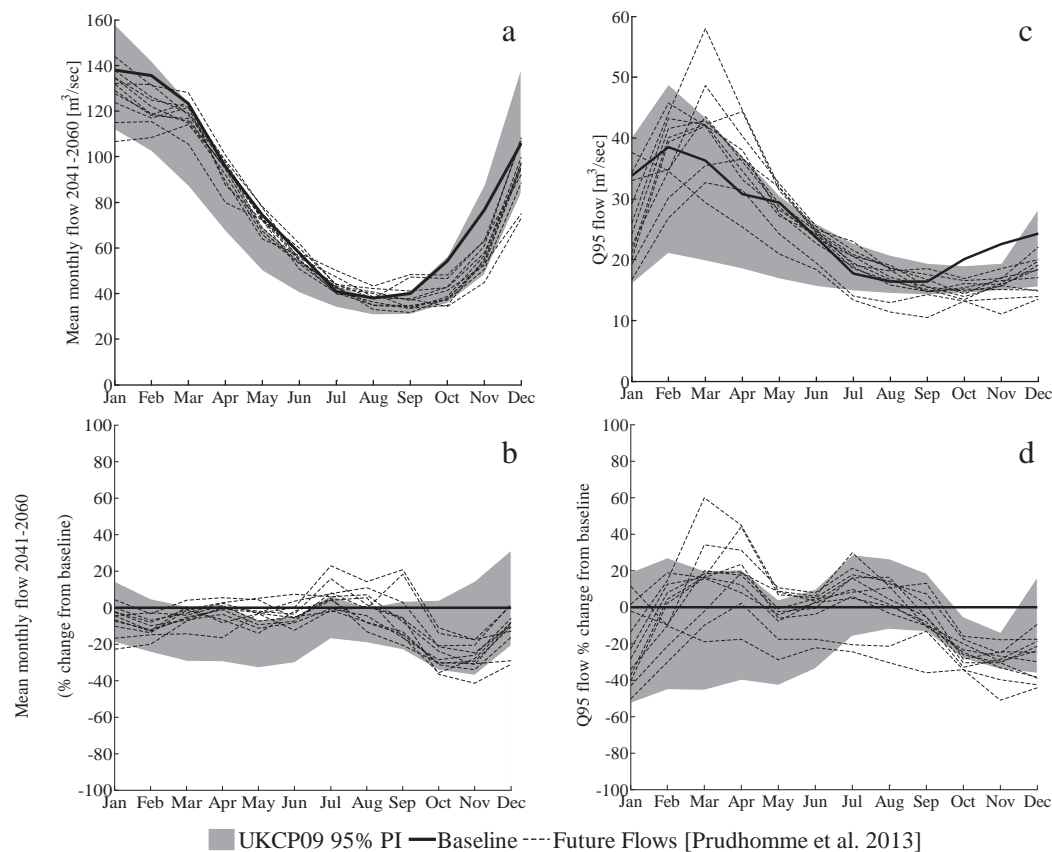 a
Mean monthly flow 2041-2060 [m³/sec]
160
140
120
100
80
60
40
20
0
Jan Feb Mar Apr May Jun Jul Aug Sep Oct Nov Dec
c
Q95 flow [m³/sec]
60
50
40
30
20
10
0
Jan Feb Mar Apr May Jun Jul Aug Sep Oct Nov Dec
b
Mean monthly flow 2041-2060
(% change from baseline)
100
80
60
40
20
0
-20
-40
-60
-80
-100
Jan Feb Mar Apr May Jun Jul Aug Sep Oct Nov Dec
d
Q95 flow % change from baseline
100
80
60
40
20
0
-20
-40
-60
-80
-100
Jan Feb Mar Apr May Jun Jul Aug Sep Oct Nov Dec
UKCP09 95% PI Baseline Future Flows [Prudhomme et al. 2013]